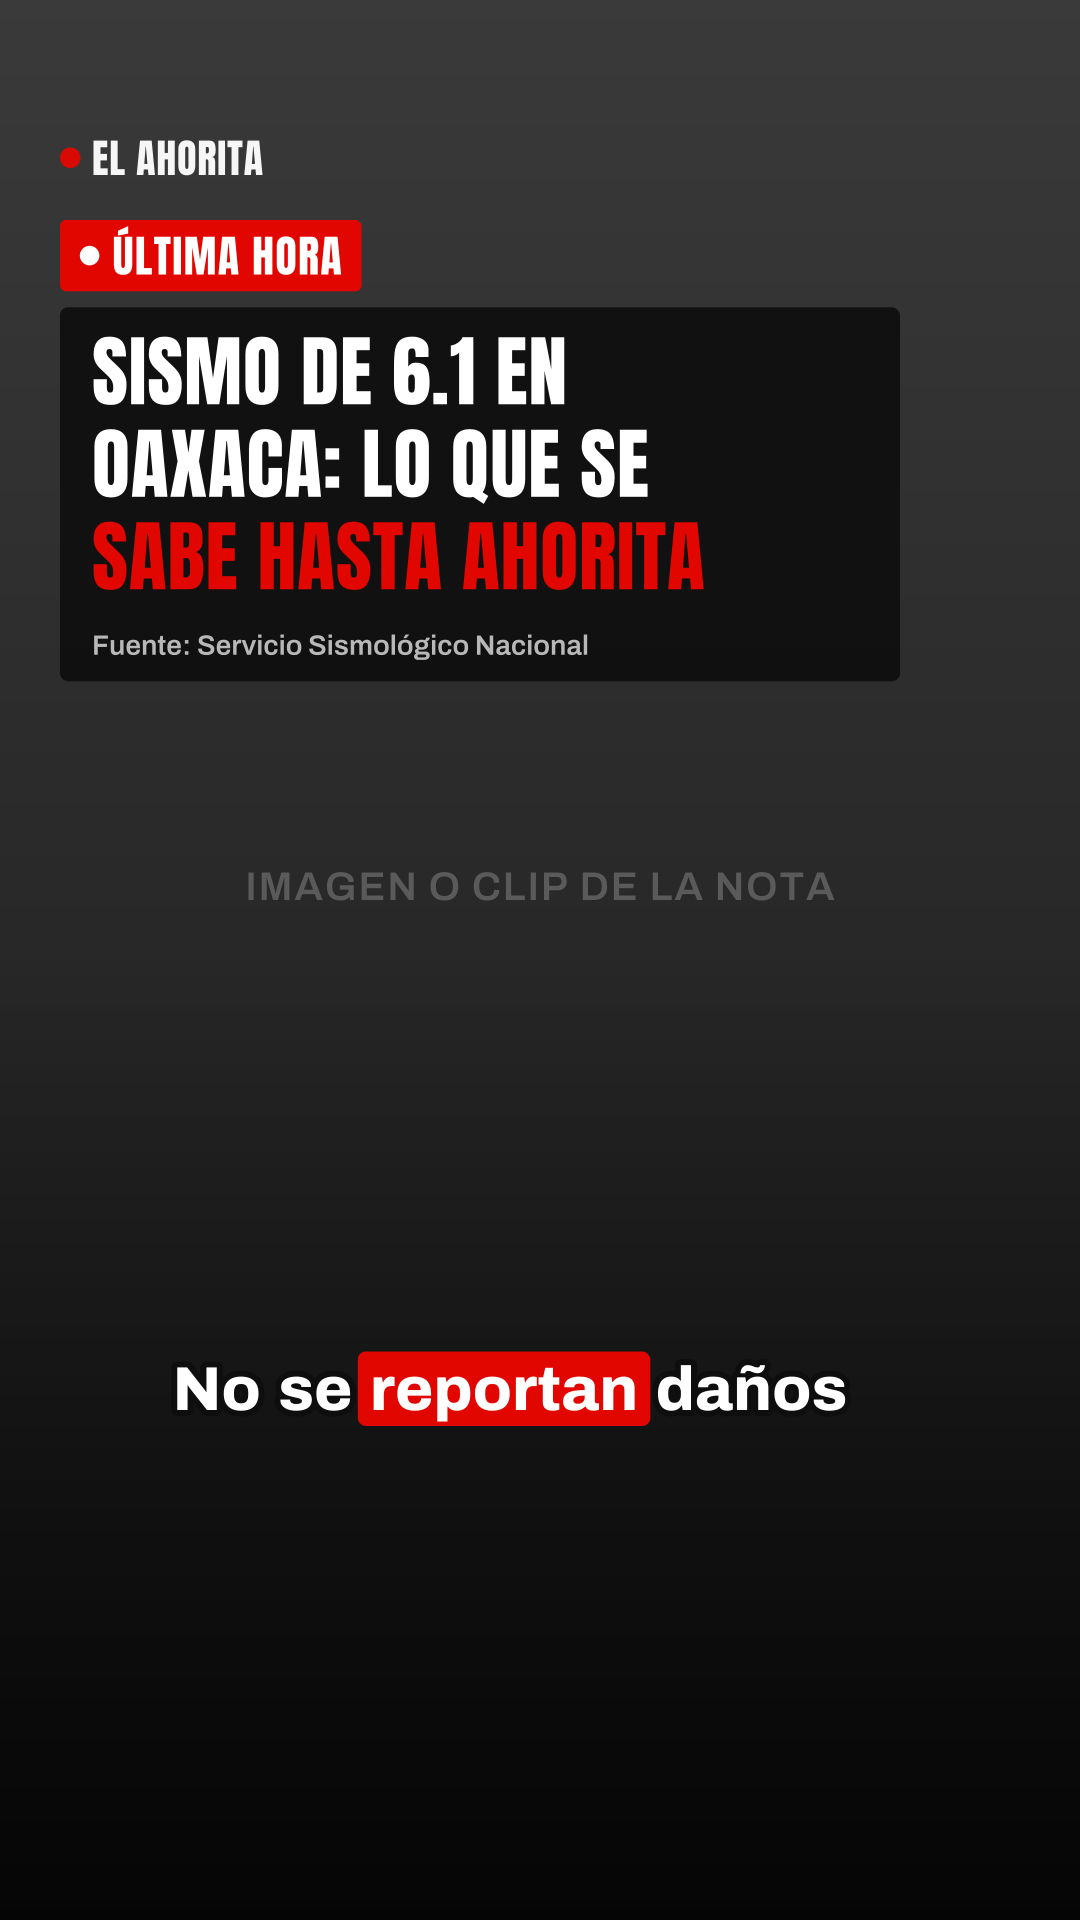 EL AHORITA
ÚLTIMA HORA
SISMO DE 6.1 EN
OAXACA: LO QUE SE
SABE HASTA AHORITA
Fuente: Servicio Sismológico Nacional
IMAGEN O CLIP DE LA NOTA
No se reportan daños